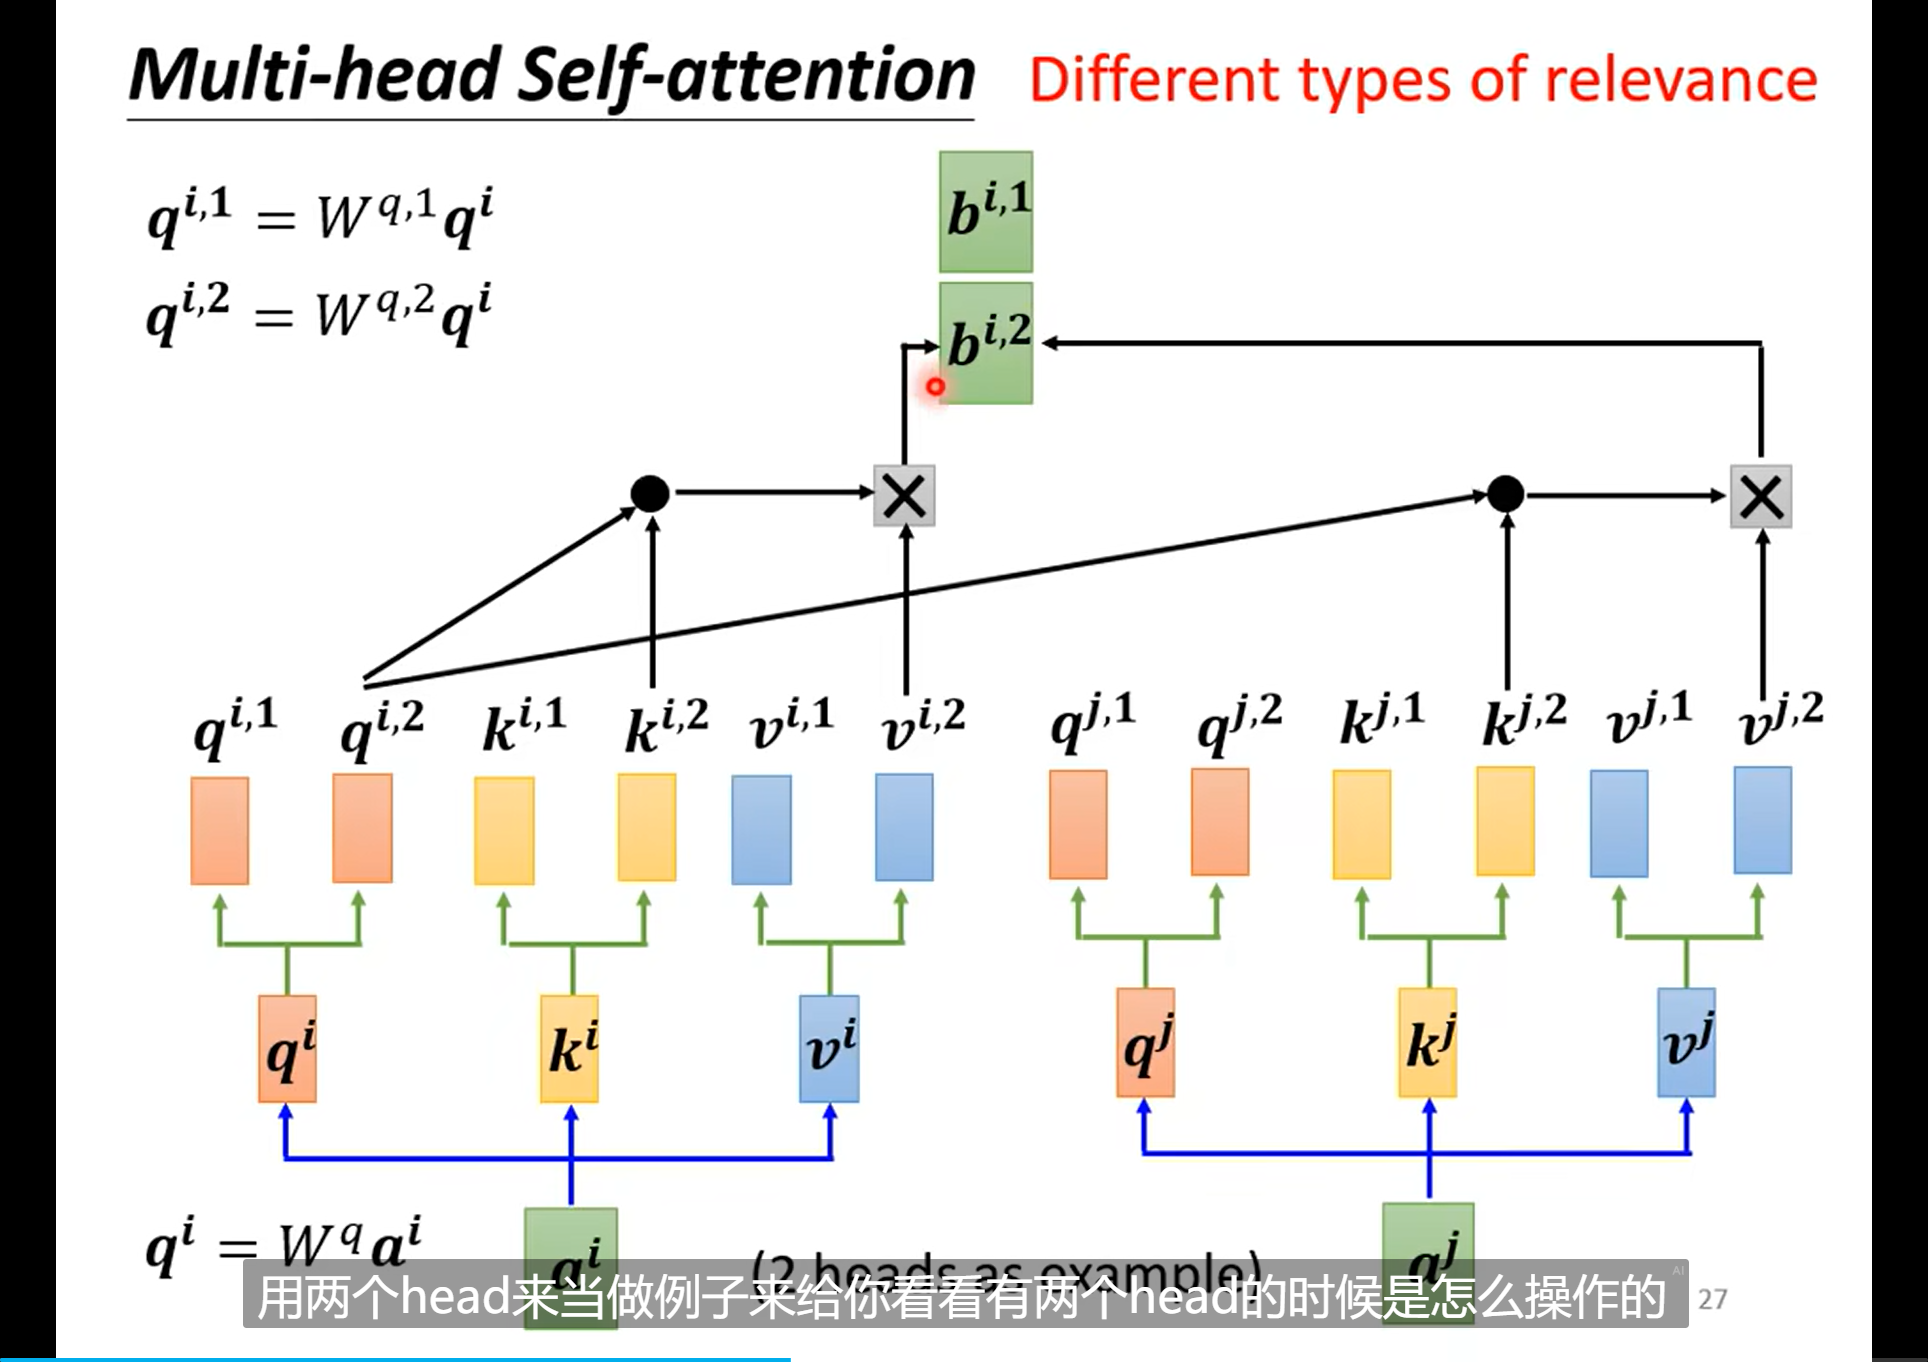 Multi-head Self-attention Different types of relevance
q^{i,1} = W^{q,1}q^i
q^{i,2} = W^{q,2}q^i
b^{i,1}
b^{i,2}
q^{i,1} q^{i,2} k^{i,1} k^{i,2} v^{i,1} v^{i,2} q^{j,1} q^{j,2} k^{j,1} k^{j,2} v^{j,1} v^{j,2}
q^i k^i v^i q^j k^j v^j
q^i = W^q a^i
a^i (2 heads as example) a^j
用两个head来当做例子来给你看看有两个head的时候是怎么操作的
AI
27